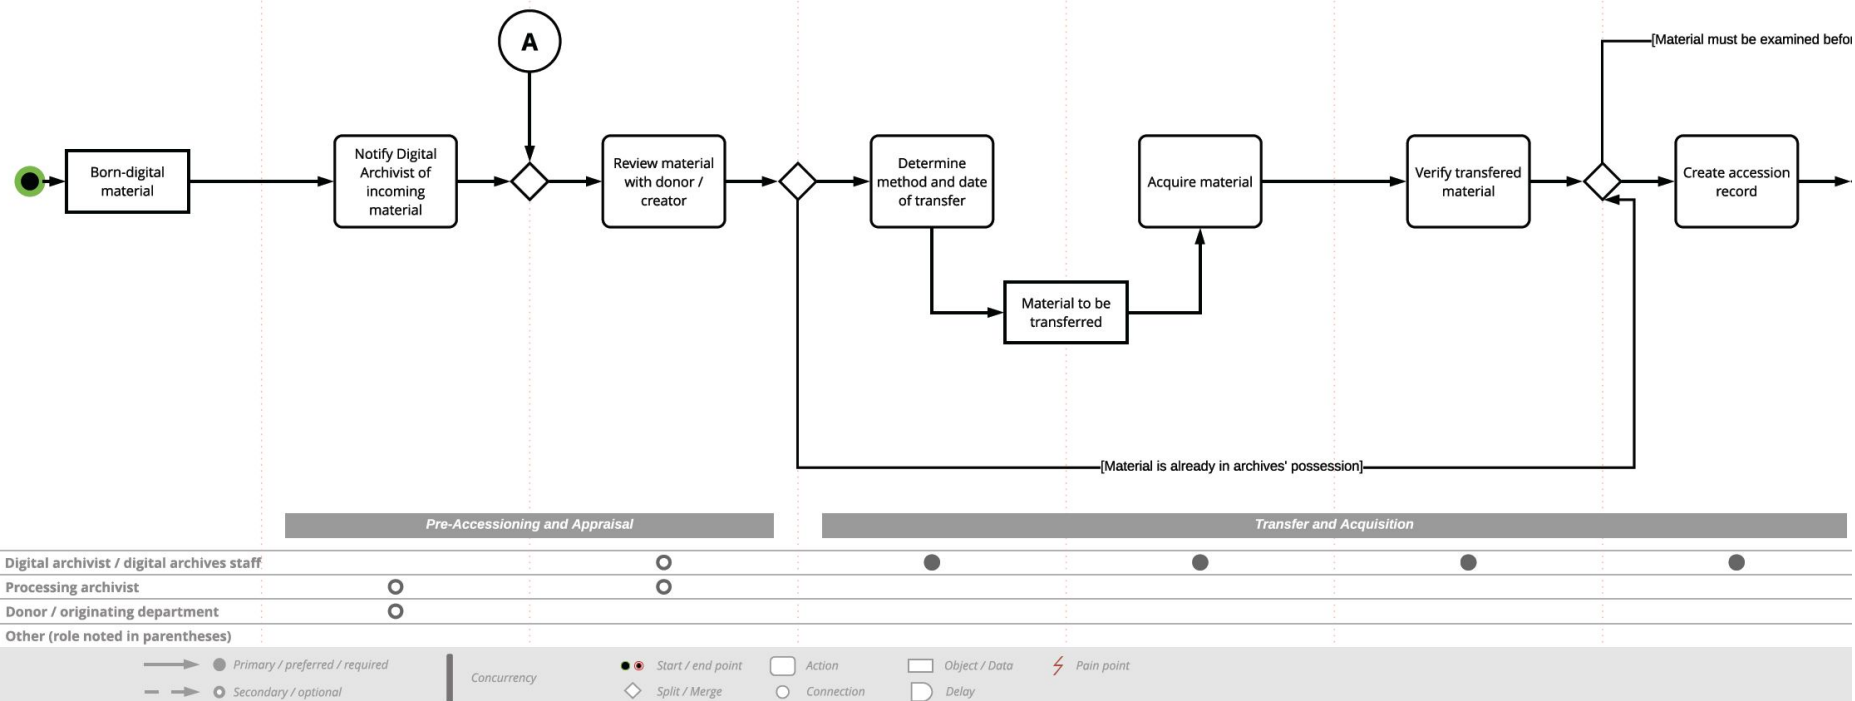 A
[Material must be examined befor
Born-digital
material
Notify Digital
Archivist of
incoming
material
Review material
with donor /
creator
Determine
method and date
of transfer
Acquire material
Verify transfered
material
Create accession
record
Material to be
transferred
[Material is already in archives' possession]
Pre-Accessioning and Appraisal
Transfer and Acquisition
Digital archivist / digital archives staff
Processing archivist
Donor / originating department
Other (role noted in parentheses)
Primary / preferred / required
Secondary / optional
Concurrency
Start / end point
Split / Merge
Action
Connection
Object / Data
Delay
Pain point